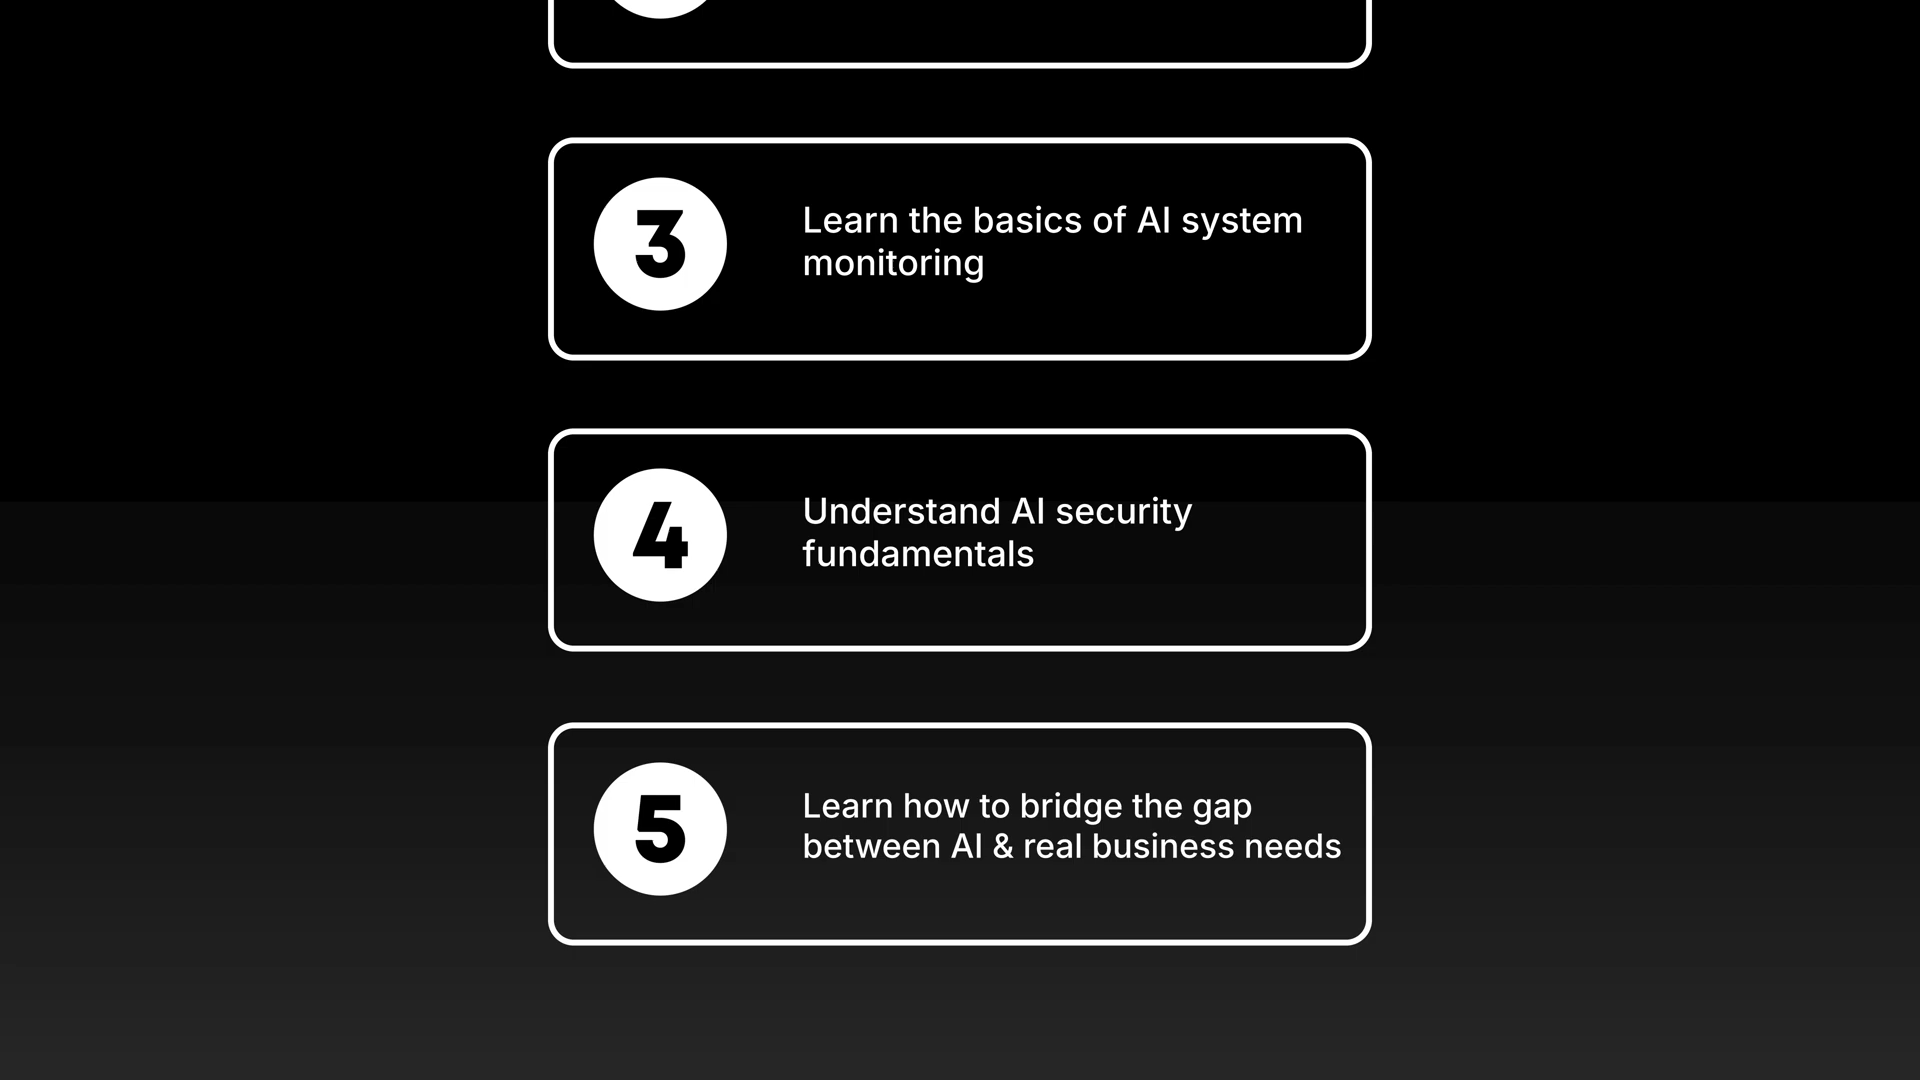 3
Learn the basics of AI system
monitoring
4
Understand AI security
fundamentals
5
Learn how to bridge the gap
between AI & real business needs